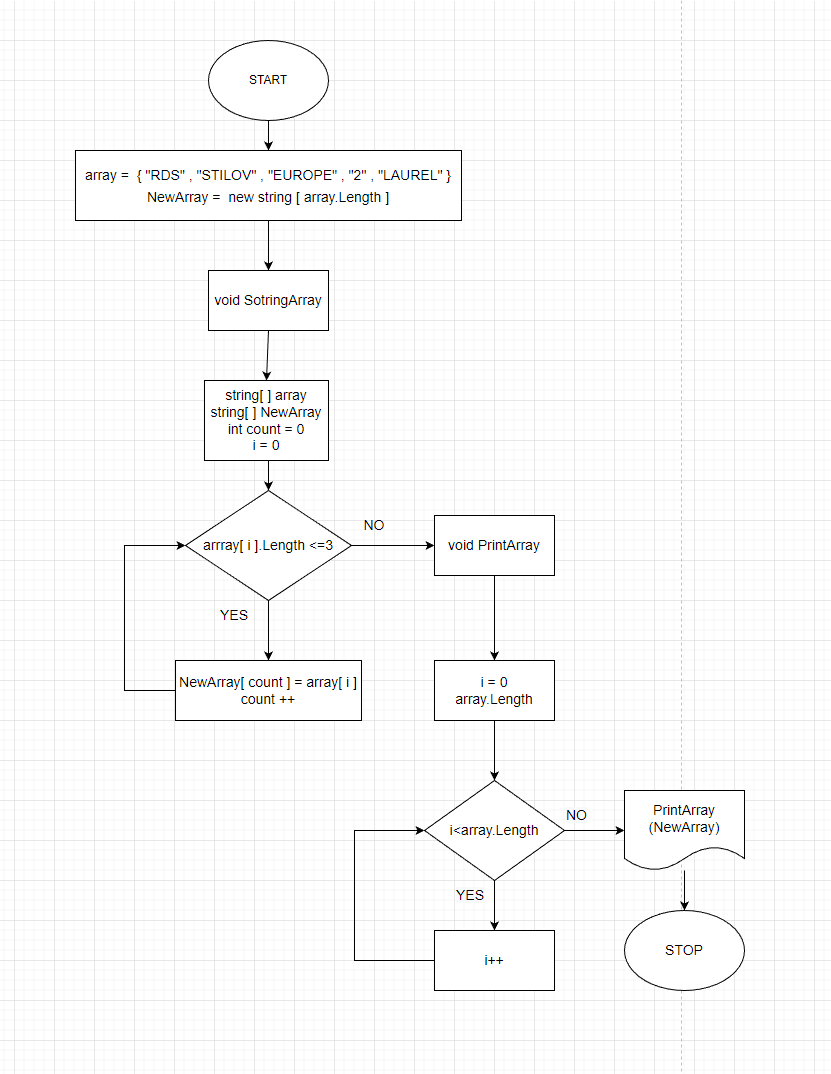 START
array =  { "RDS" , "STILOV" , "EUROPE" , "2" , "LAUREL" }
NewArray =  new string [ array.Length ]
void SotringArray
string[ ] array
string[ ] NewArray
int count = 0
i = 0
arrray[ i ].Length <=3
NO
void PrintArray
YES
NewArray[ count ] = array[ i ]
count ++
i = 0
array.Length
i<array.Length
NO
PrintArray
(NewArray)
YES
i++
STOP